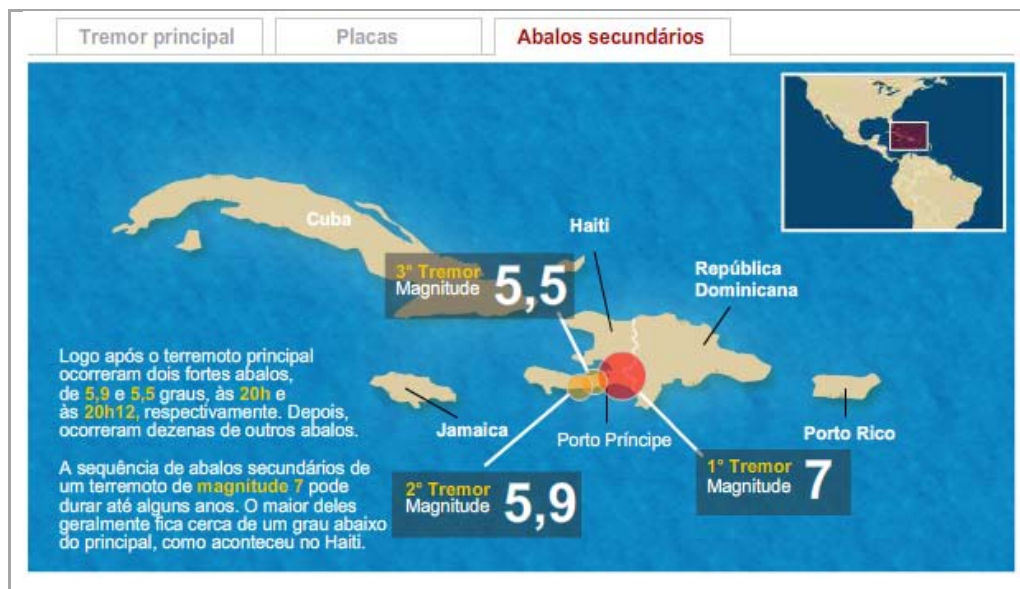 Tremor principal
Placas
Abalos secundários
Cuba
Haiti
República
Dominicana
3° Tremor
Magnitude
5,5
Logo após o terremoto principal
ocorreram dois fortes abalos,
de 5,9 e 5,5 graus, às 20h e
às 20h12, respectivamente. Depois,
ocorreram dezenas de outros abalos.
Jamaica
Porto Príncipe
Porto Rico
A sequência de abalos secundários de
um terremoto de magnitude 7 pode
durar até alguns anos. O maior deles
geralmente fica cerca de um grau abaixo
do principal, como aconteceu no Haiti.
2° Tremor
Magnitude
5,9
1° Tremor
Magnitude
7